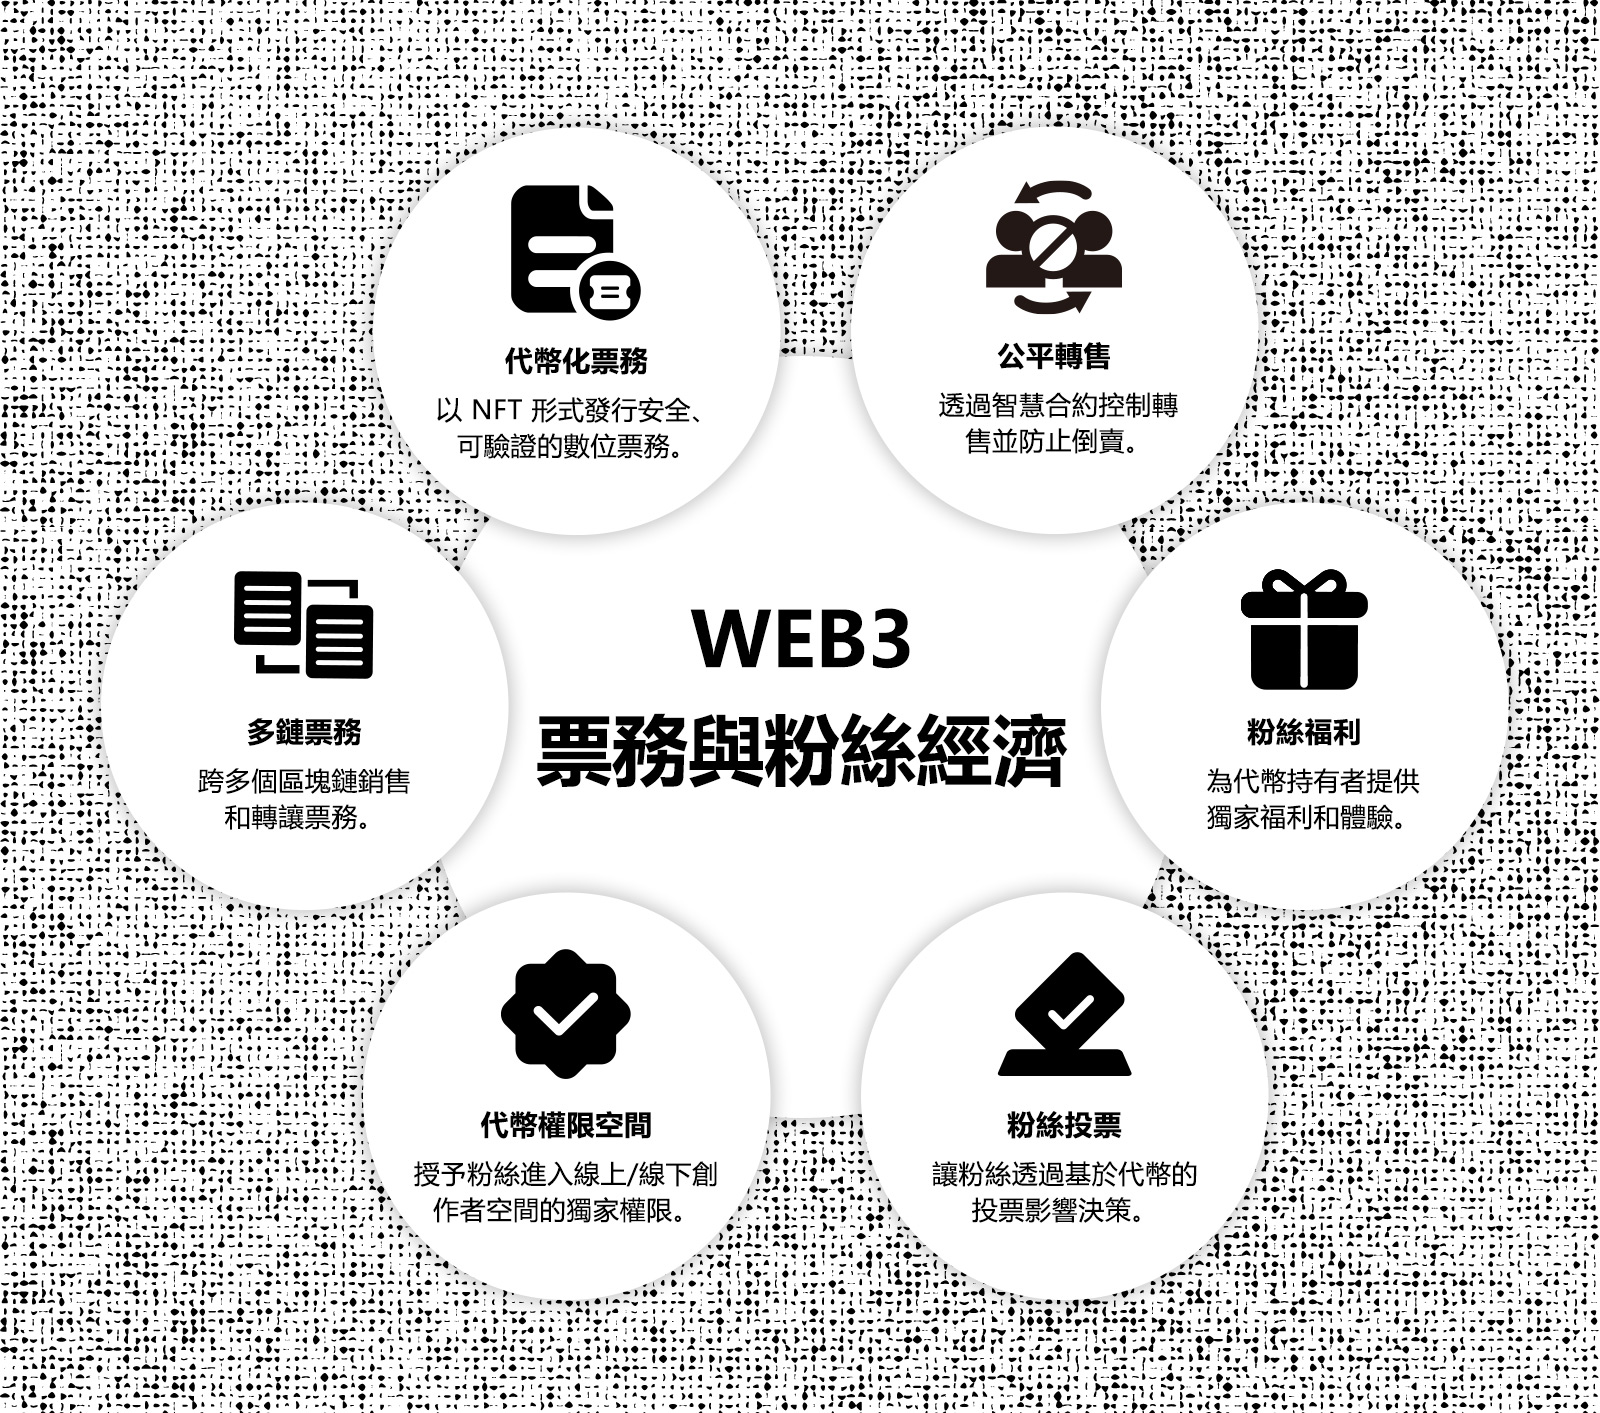 代幣化票務
以 NFT 形式發行安全、
可驗證的數位票務。
公平轉售
透過智慧合約控制轉
售並防止倒賣。
多鏈票務
跨多個區塊鏈銷售
和轉讓票務。
WEB3
票務與粉絲經濟
粉絲福利
為代幣持有者提供
獨家福利和體驗。
代幣權限空間
授予粉絲進入線上/線下創
作者空間的獨家權限。
粉絲投票
讓粉絲透過基於代幣的
投票影響決策。